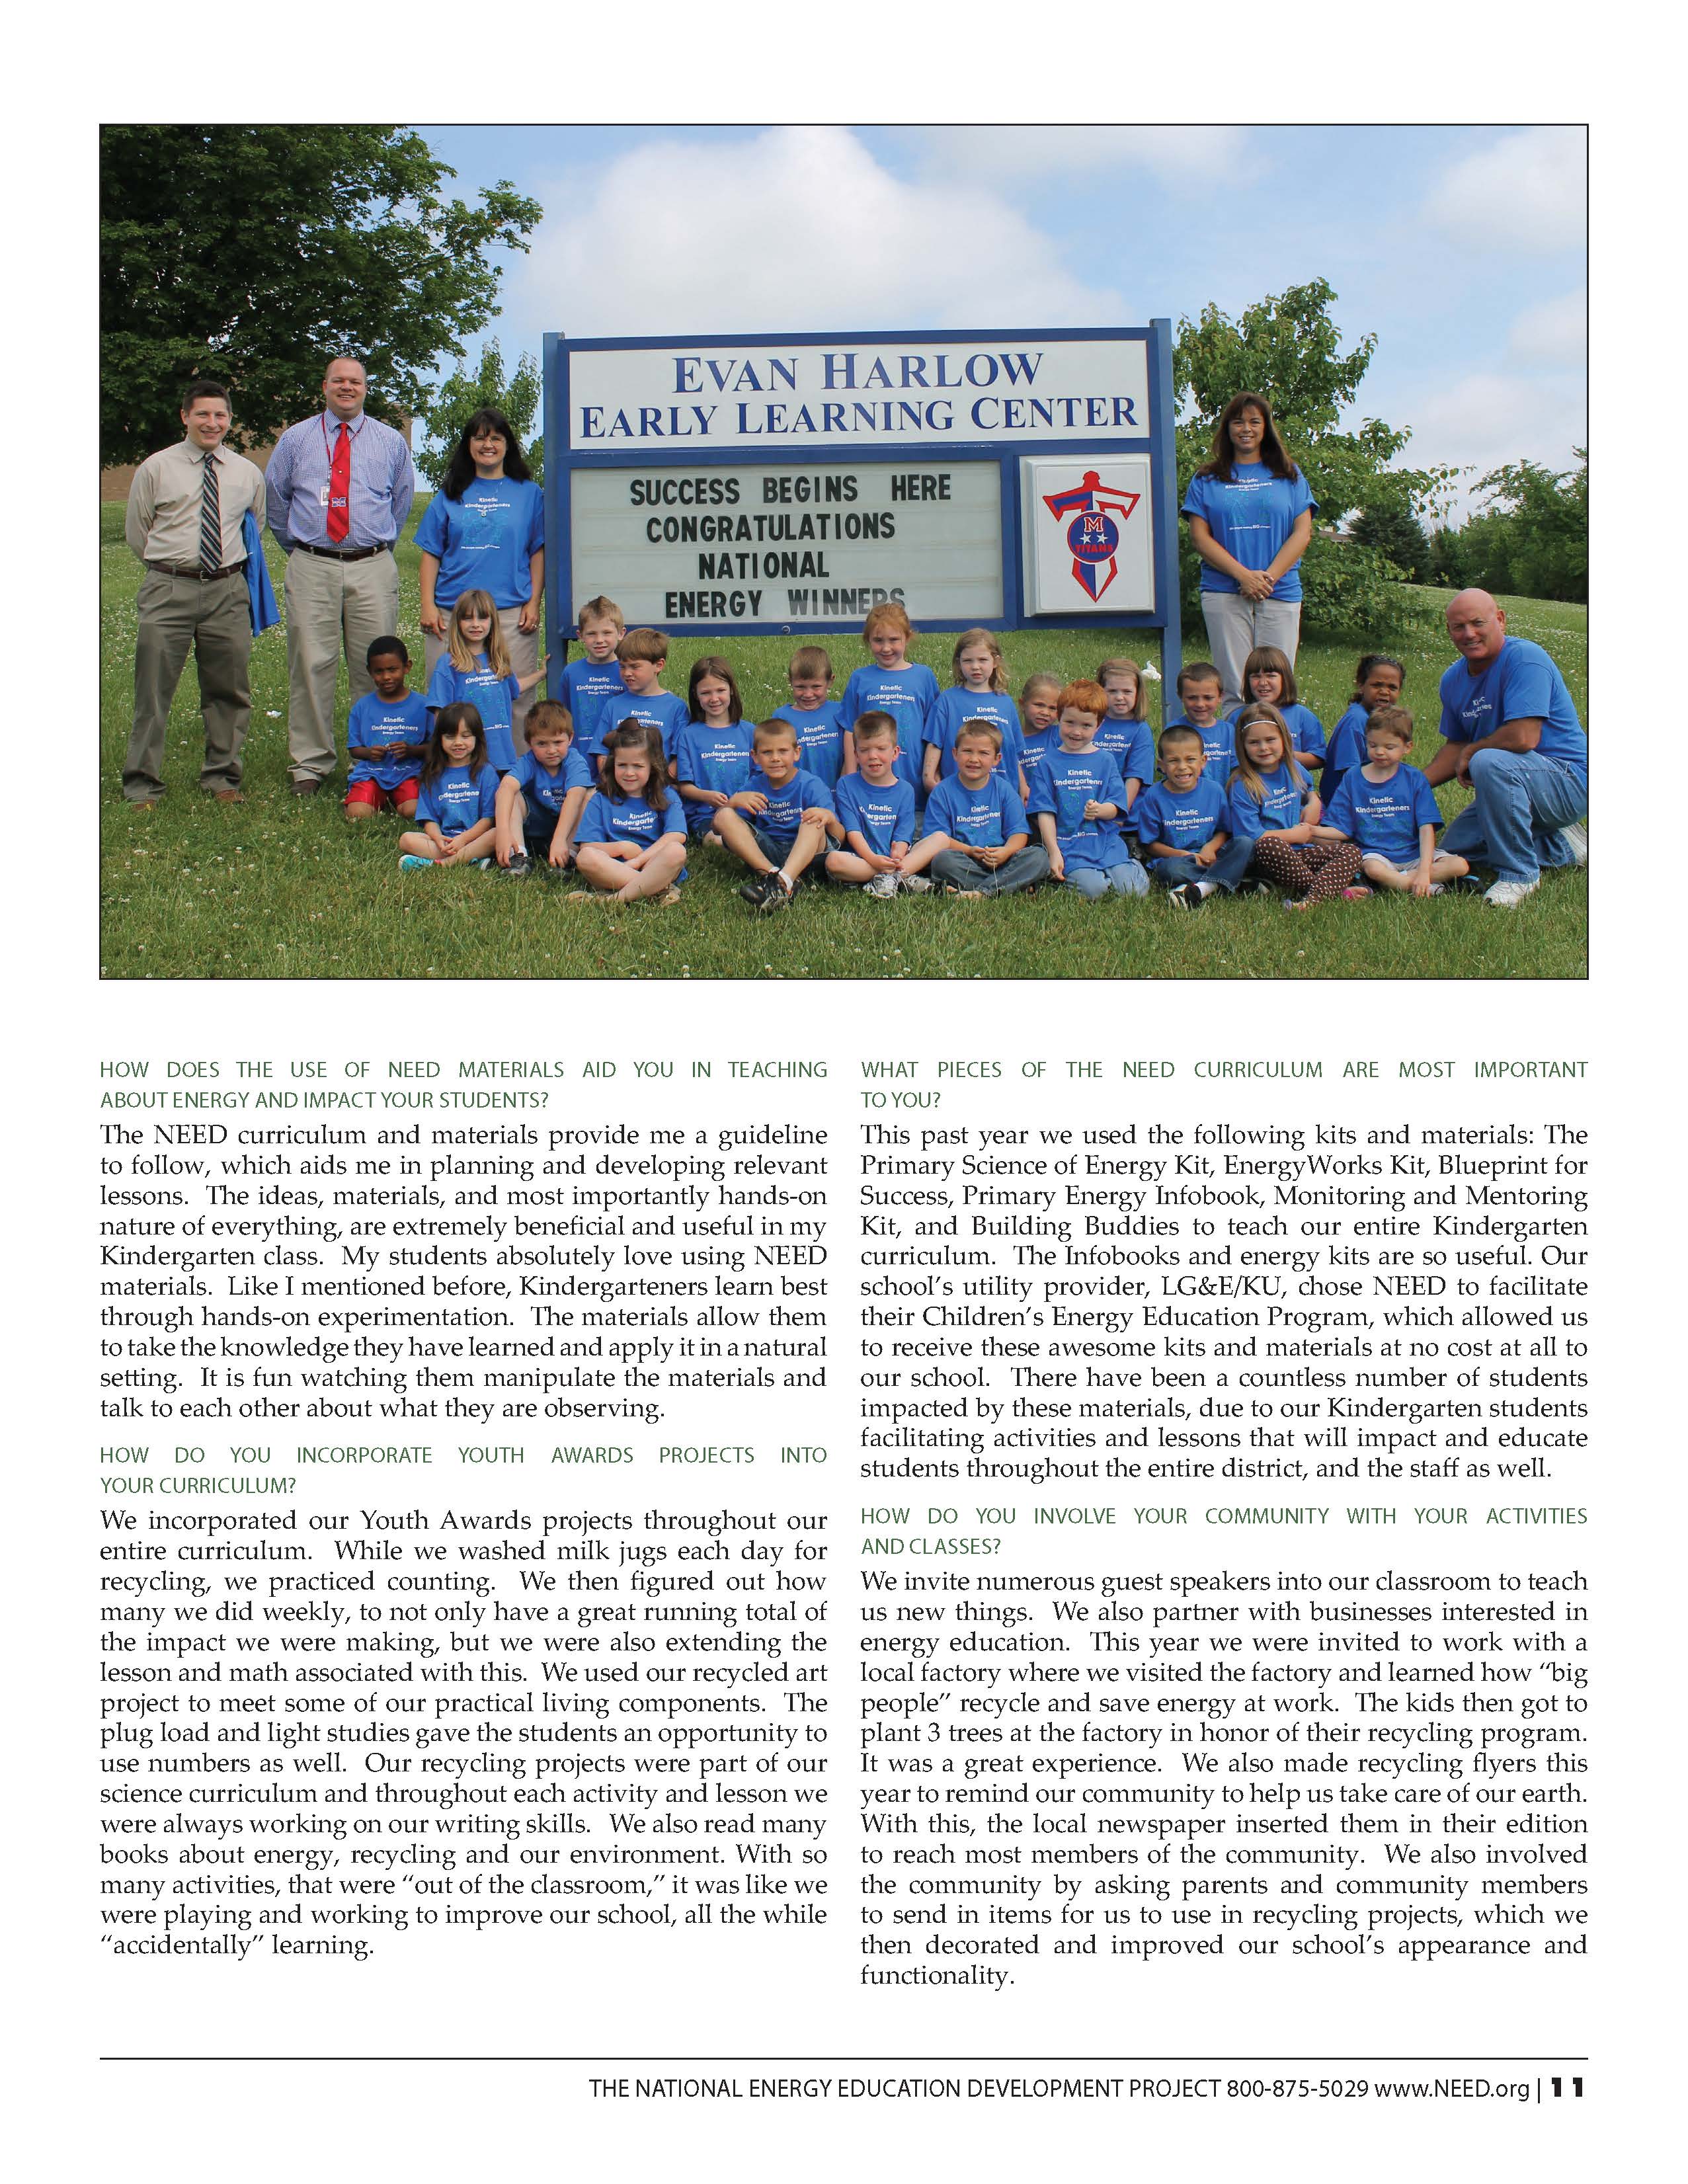 EVAN HARLOW
EARLY LEARNING CENTER
SUCCESS BEGINS HERE
CONGRATULATIONS
NATIONAL
ENERGY WINNERS
M
TITANS
Kinetic
Kindergarteners
Energy Team
HOW DOES THE USE OF NEED MATERIALS AID YOU IN TEACHING
ABOUT ENERGY AND IMPACT YOUR STUDENTS?
The NEED curriculum and materials provide me a guideline
to follow, which aids me in planning and developing relevant
lessons. The ideas, materials, and most importantly hands-on
nature of everything, are extremely beneficial and useful in my
Kindergarten class. My students absolutely love using NEED
materials. Like I mentioned before, Kindergarteners learn best
through hands-on experimentation. The materials allow them
to take the knowledge they have learned and apply it in a natural
setting. It is fun watching them manipulate the materials and
talk to each other about what they are observing.
HOW DO YOU INCORPORATE YOUTH AWARDS PROJECTS INTO
YOUR CURRICULUM?
We incorporated our Youth Awards projects throughout our
entire curriculum. While we washed milk jugs each day for
recycling, we practiced counting. We then figured out how
many we did weekly, to not only have a great running total of
the impact we were making, but we were also extending the
lesson and math associated with this. We used our recycled art
project to meet some of our practical living components. The
plug load and light studies gave the students an opportunity to
use numbers as well. Our recycling projects were part of our
science curriculum and throughout each activity and lesson we
were always working on our writing skills. We also read many
books about energy, recycling and our environment. With so
many activities, that were “out of the classroom,” it was like we
were playing and working to improve our school, all the while
“accidentally” learning.
WHAT PIECES OF THE NEED CURRICULUM ARE MOST IMPORTANT
TO YOU?
This past year we used the following kits and materials: The
Primary Science of Energy Kit, EnergyWorks Kit, Blueprint for
Success, Primary Energy Infobook, Monitoring and Mentoring
Kit, and Building Buddies to teach our entire Kindergarten
curriculum. The Infobooks and energy kits are so useful. Our
school’s utility provider, LG&E/KU, chose NEED to facilitate
their Children’s Energy Education Program, which allowed us
to receive these awesome kits and materials at no cost at all to
our school. There have been a countless number of students
impacted by these materials, due to our Kindergarten students
facilitating activities and lessons that will impact and educate
students throughout the entire district, and the staff as well.
HOW DO YOU INVOLVE YOUR COMMUNITY WITH YOUR ACTIVITIES
AND CLASSES?
We invite numerous guest speakers into our classroom to teach
us new things. We also partner with businesses interested in
energy education. This year we were invited to work with a
local factory where we visited the factory and learned how “big
people” recycle and save energy at work. The kids then got to
plant 3 trees at the factory in honor of their recycling program.
It was a great experience. We also made recycling flyers this
year to remind our community to help us take care of our earth.
With this, the local newspaper inserted them in their edition
to reach most members of the community. We also involved
the community by asking parents and community members
to send in items for us to use in recycling projects, which we
then decorated and improved our school’s appearance and
functionality.
THE NATIONAL ENERGY EDUCATION DEVELOPMENT PROJECT 800-875-5029 www.NEED.org | 11